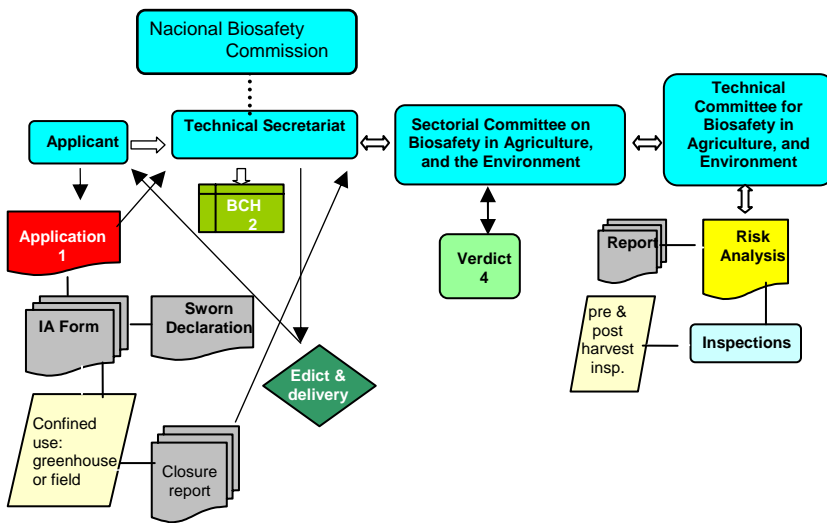 Nacional Biosafety
Commission
Technical Secretariat
Applicant
Sectorial Committee on
Biosafety in Agriculture,
and the Environment
Technical
Committee for
Biosafety in
Agriculture, and
Environment
BCH
2
Application
1
Verdict
4
Report
Risk
Analysis
IA Form
Sworn
Declaration
pre &
post
harvest
insp.
Inspections
Edict &
delivery
Confined
use:
greenhouse
or field
Closure
report